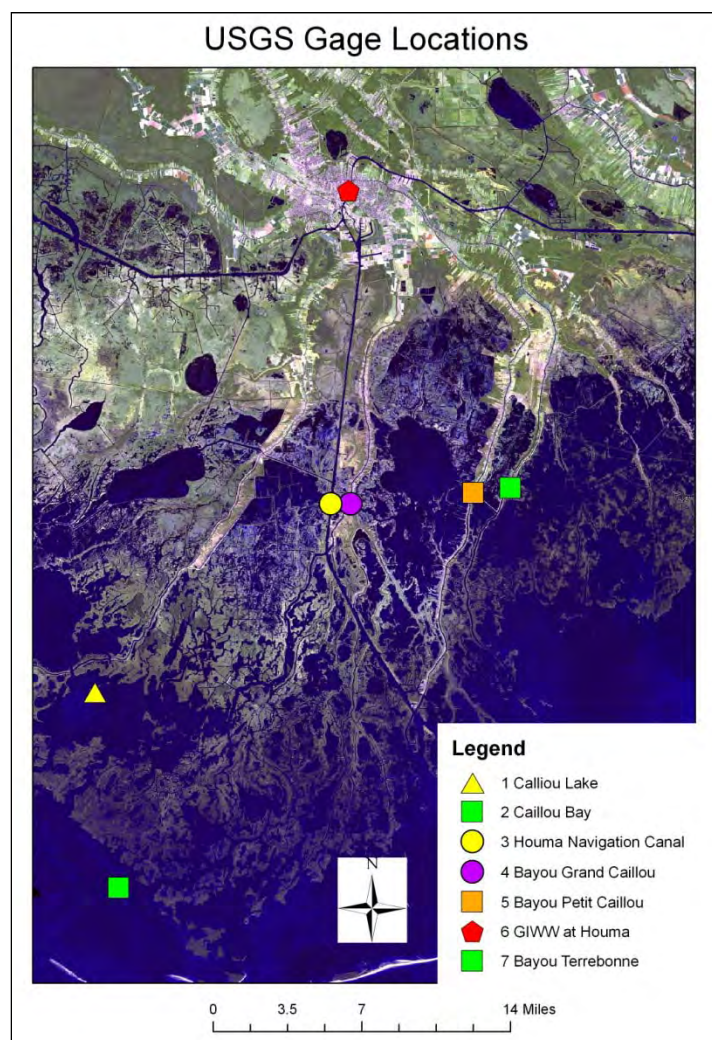 USGS Gage Locations
N
Legend
1 Calliou Lake
2 Caillou Bay
3 Houma Navigation Canal
4 Bayou Grand Caillou
5 Bayou Petit Caillou
6 GIWW at Houma
7 Bayou Terrebonne
0 3.5 7 14 Miles